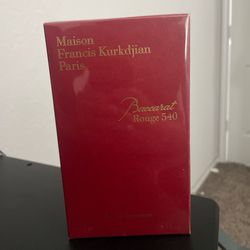 Maison
Francis Kurkdjian
Paris
Baccarat
Rouge 540